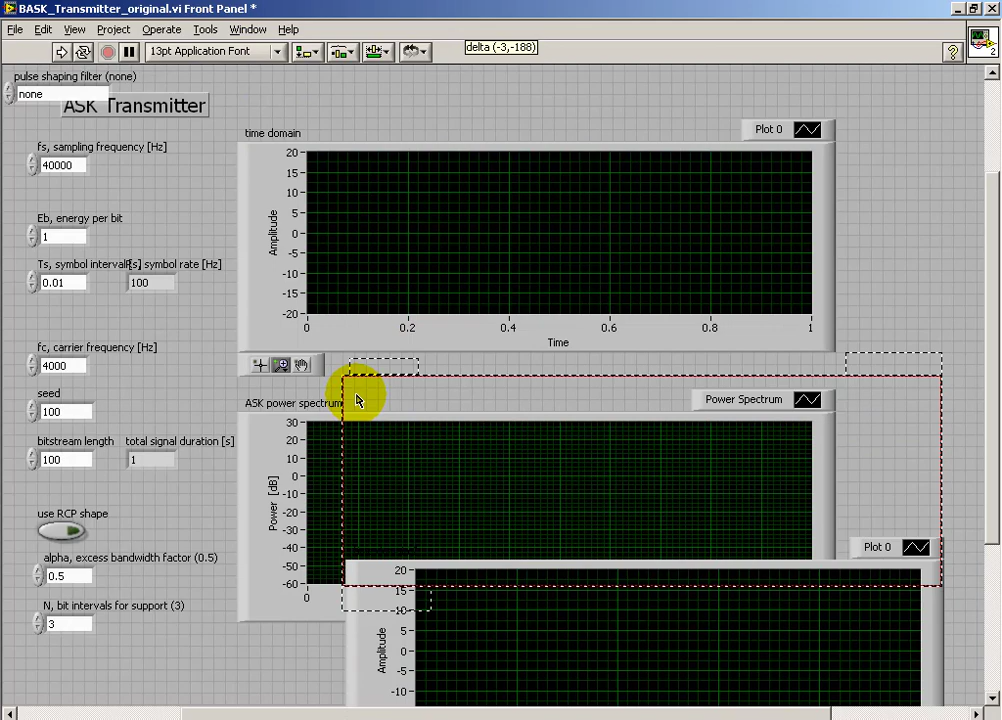 BASK_Transmitter_original.vi Front Panel *
File Edit View Project Operate Tools Window Help
13pt Application Font
delta (-3,-188)
2
pulse shaping filter (none)
none
ASK Transmitter
time domain
Plot 0
fs, sampling frequency [Hz]
40000
20
15
10
5
0
-5
-10
-15
-20
Amplitude
0 0.2 0.4 0.6 0.8 1
Time
Eb, energy per bit
1
Ts, symbol interval[s]
symbol rate [Hz]
0.01
100
fc, carrier frequency [Hz]
4000
seed
100
bitstream length
total signal duration [s]
100
1
ASK power spectrum
Power Spectrum
30
20
10
0
-10
-20
-30
-40
-50
-60
Power [dB]
0
use RCP shape
alpha, excess bandwidth factor (0.5)
0.5
N, bit intervals for support (3)
3
Plot 0
20
15
10
5
0
-5
-10
Amplitude